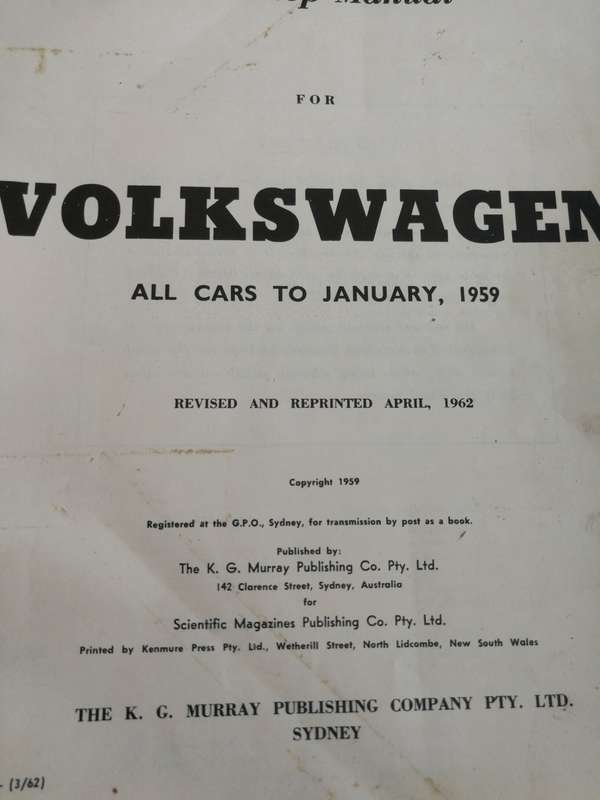 Manual
FOR
VOLKSWAGEN
ALL CARS TO JANUARY, 1959
REVISED AND REPRINTED APRIL, 1962
Copyright 1959
Registered at the G.P.O., Sydney, for transmission by post as a book.
Published by:
The K. G. Murray Publishing Co. Pty. Ltd.
142 Clarence Street, Sydney, Australia
for
Scientific Magazines Publishing Co. Pty. Ltd.
Printed by Kenmure Press Pty. Ltd., Wetherill Street, North Lidcombe, New South Wales
THE K. G. MURRAY PUBLISHING COMPANY PTY. LTD.
SYDNEY
- (3/62)